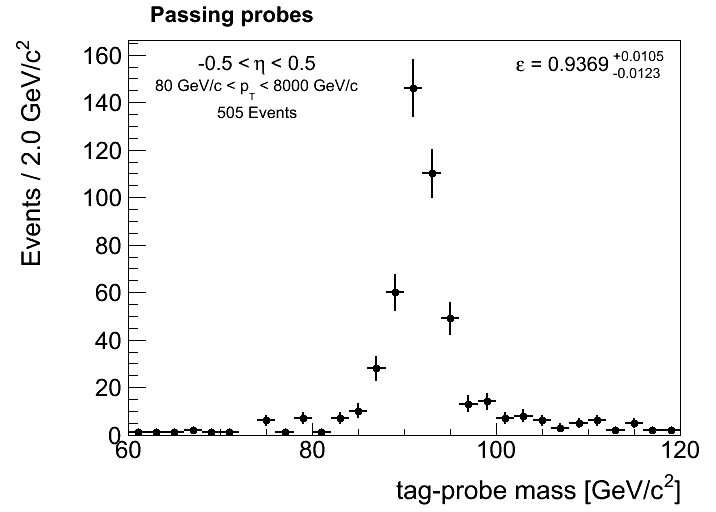 Passing probes
-0.5 < η < 0.5
80 GeV/c < p_T < 8000 GeV/c
505 Events
ε = 0.9369 +0.0105 -0.0123
Events / 2.0 GeV/c²
160
140
120
100
80
60
40
20
0
60 80 100 120
tag-probe mass [GeV/c²]